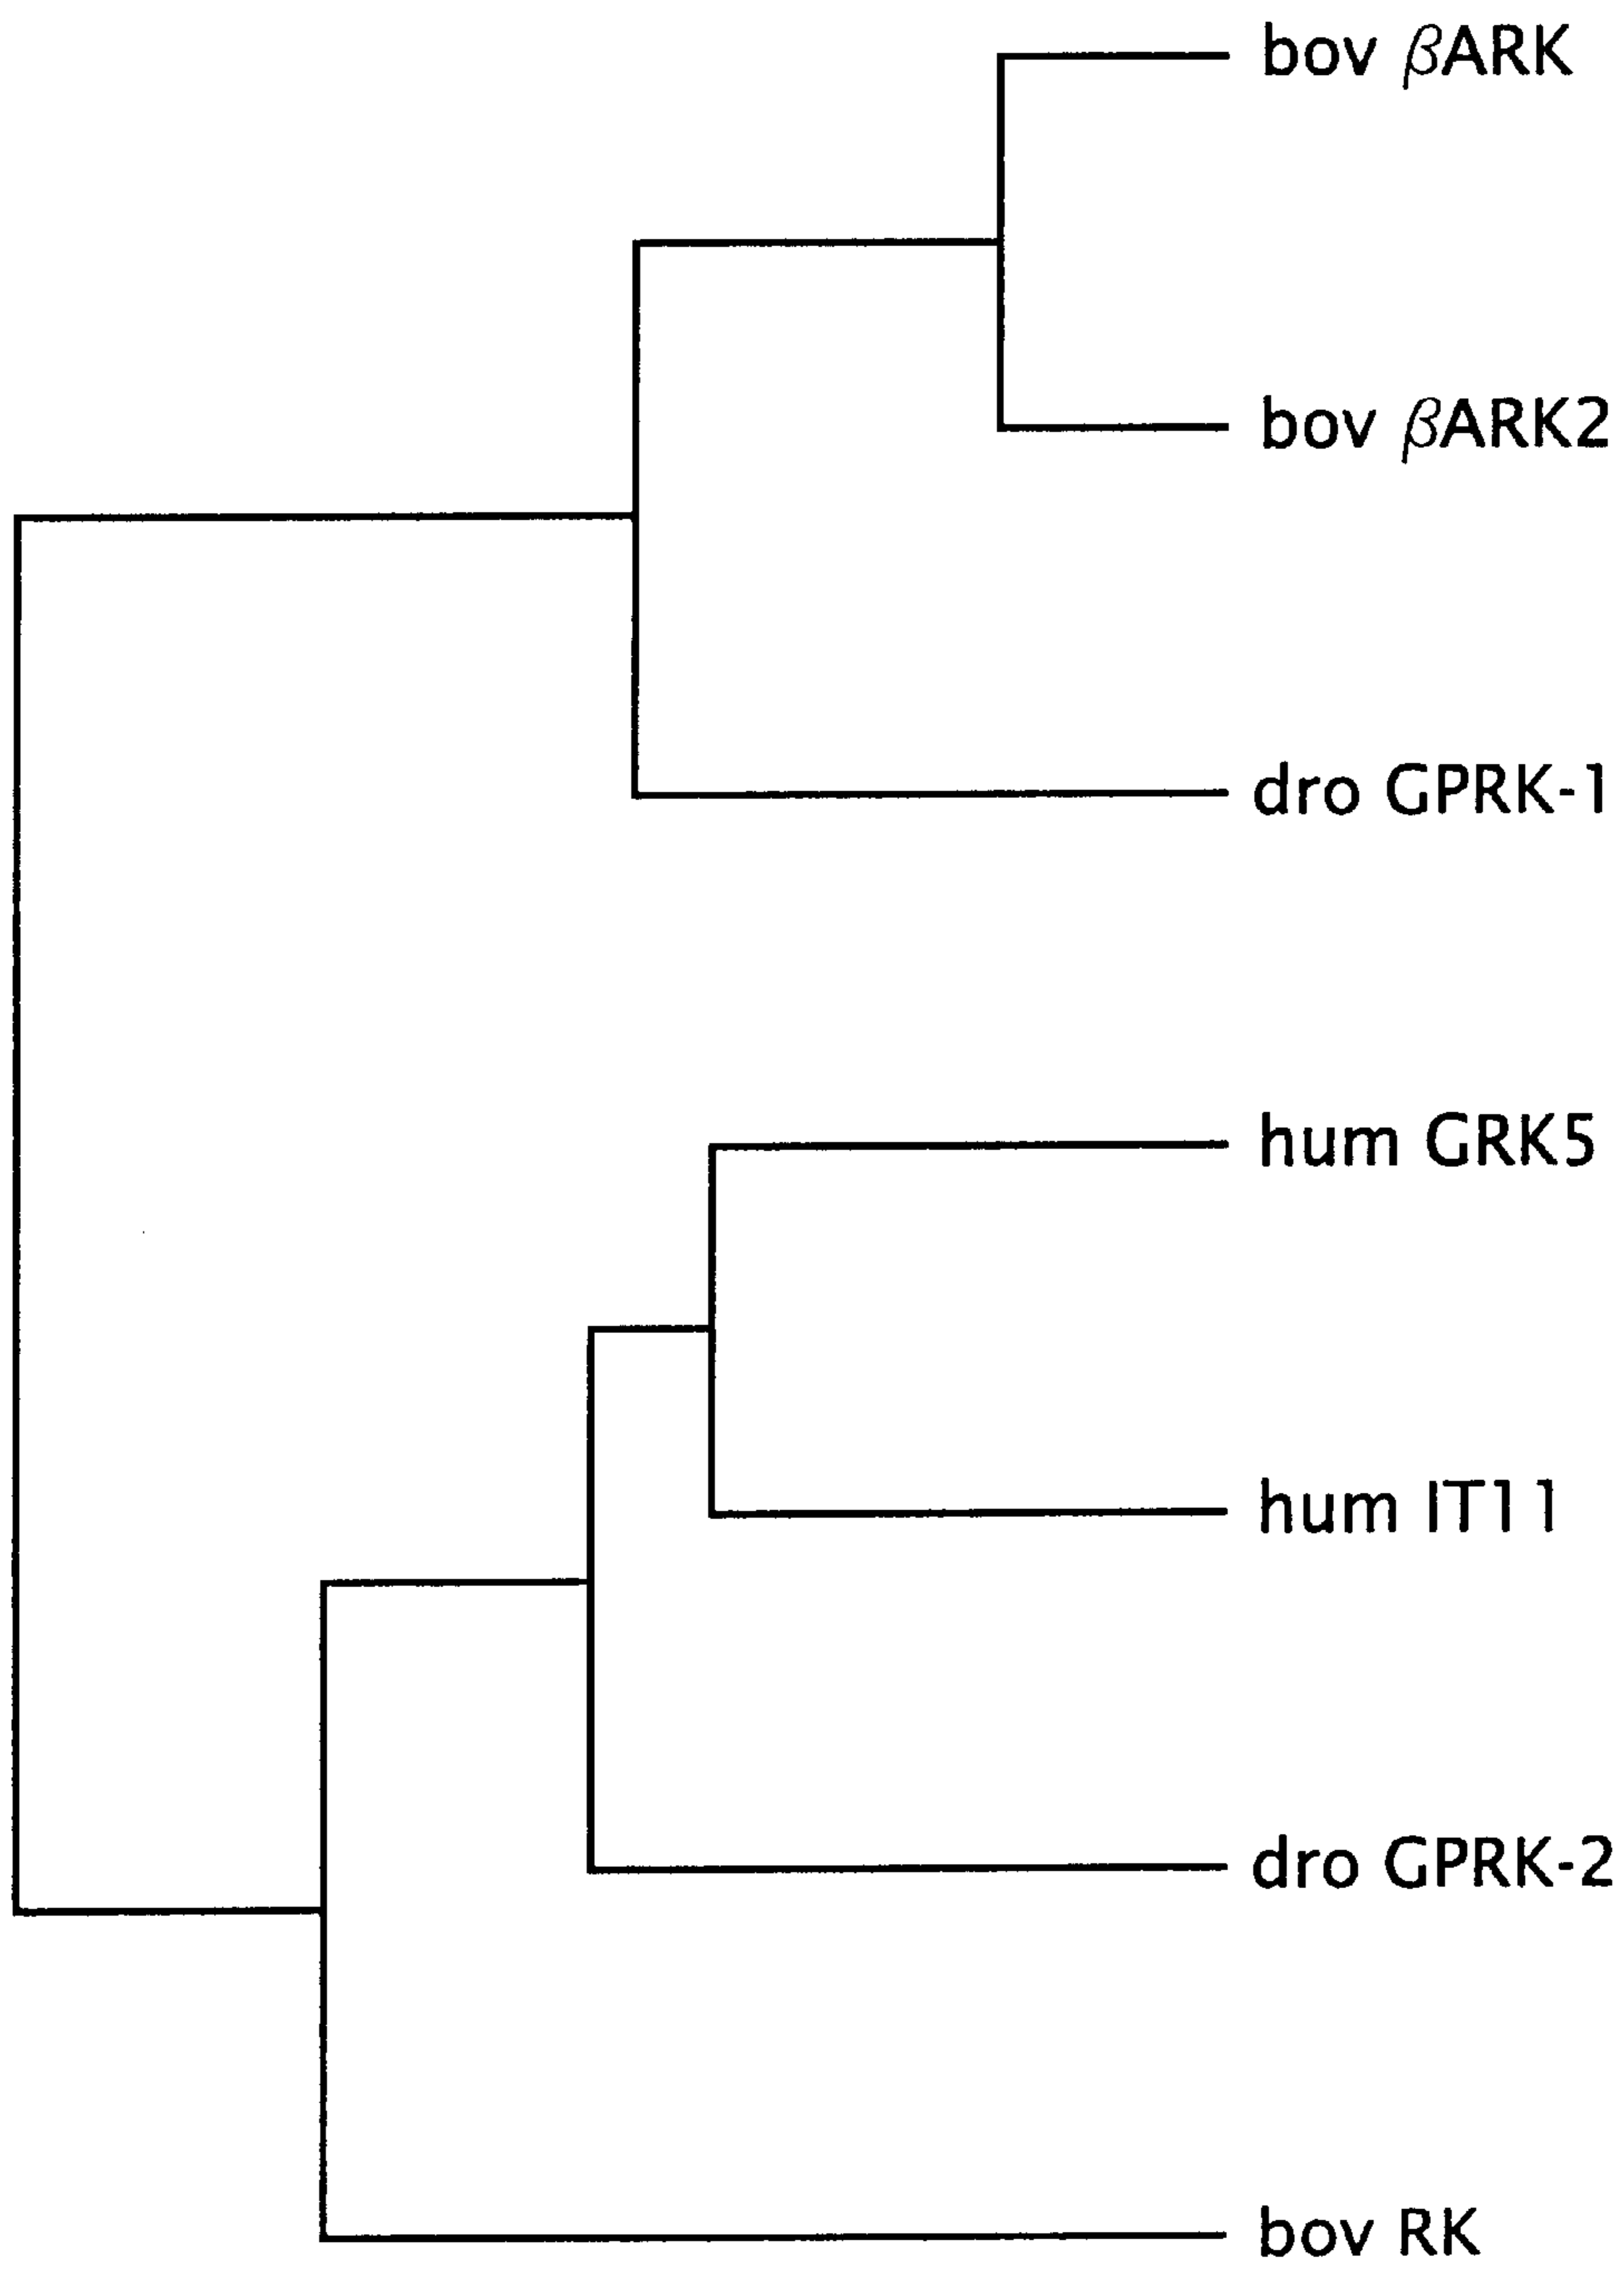 bov βARK
bov βARK2
dro GPRK-1
hum GRK5
hum IT11
dro GPRK-2
bov RK